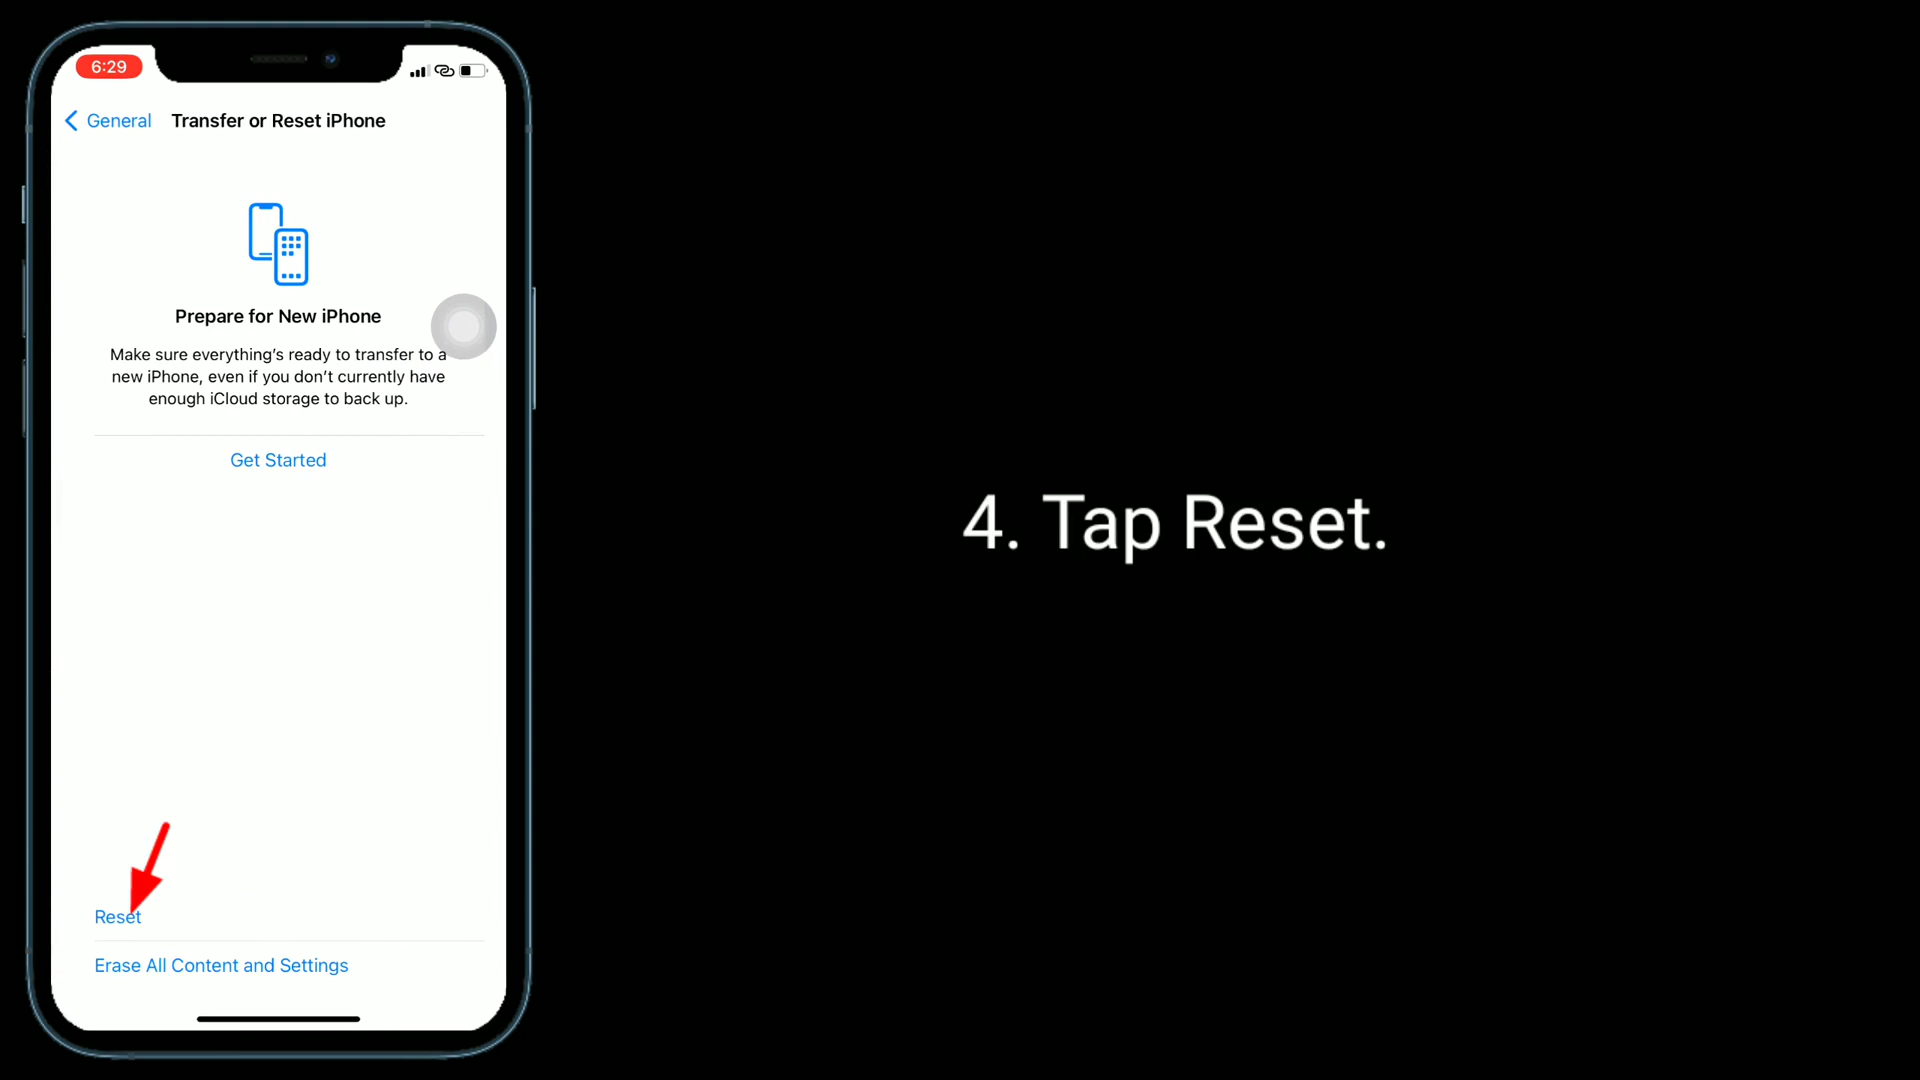 6:29
General
Transfer or Reset iPhone
Prepare for New iPhone
Make sure everything's ready to transfer to a
new iPhone, even if you don't currently have
enough iCloud storage to back up.
Get Started
4. Tap Reset.
Reset
Erase All Content and Settings